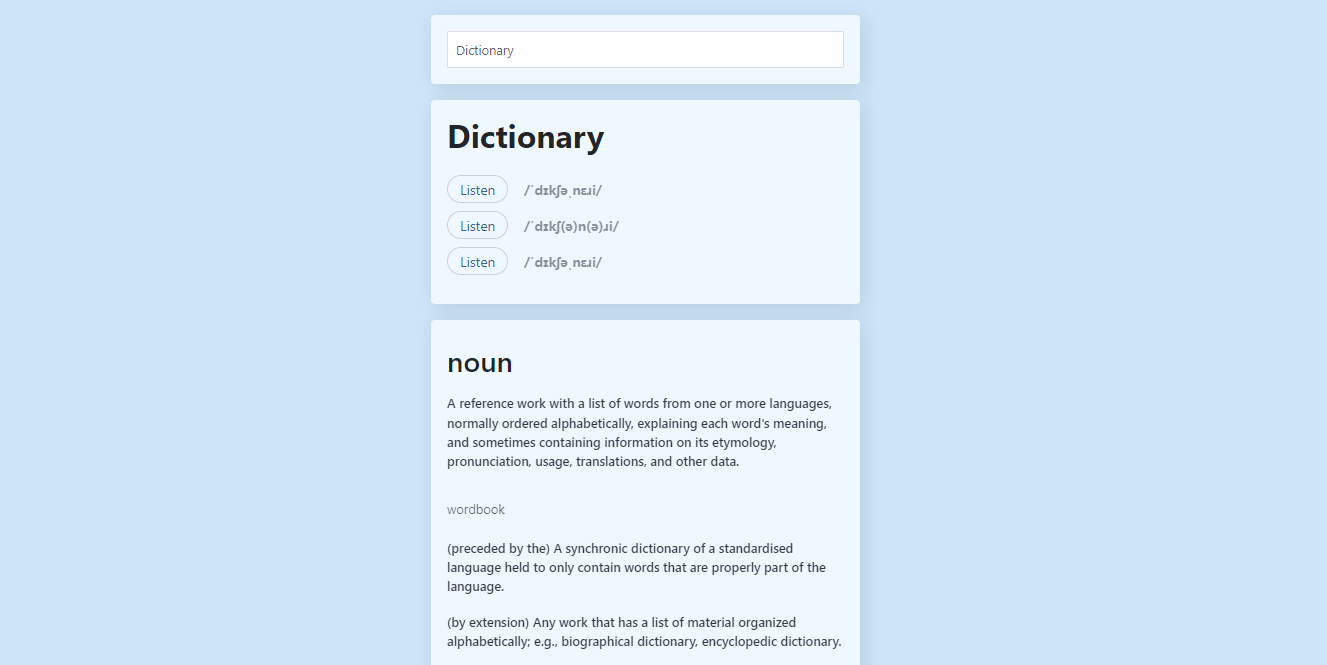 Dictionary
Dictionary
Listen /ˈdɪkʃəˌnɛɹi/
Listen /ˈdɪkʃ(ə)n(ə)ɹi/
Listen /ˈdɪkʃəˌnɛɹi/
noun
A reference work with a list of words from one or more languages,
normally ordered alphabetically, explaining each word's meaning,
and sometimes containing information on its etymology,
pronunciation, usage, translations, and other data.
wordbook
(preceded by the) A synchronic dictionary of a standardised
language held to only contain words that are properly part of the
language.
(by extension) Any work that has a list of material organized
alphabetically; e.g., biographical dictionary, encyclopedic dictionary.